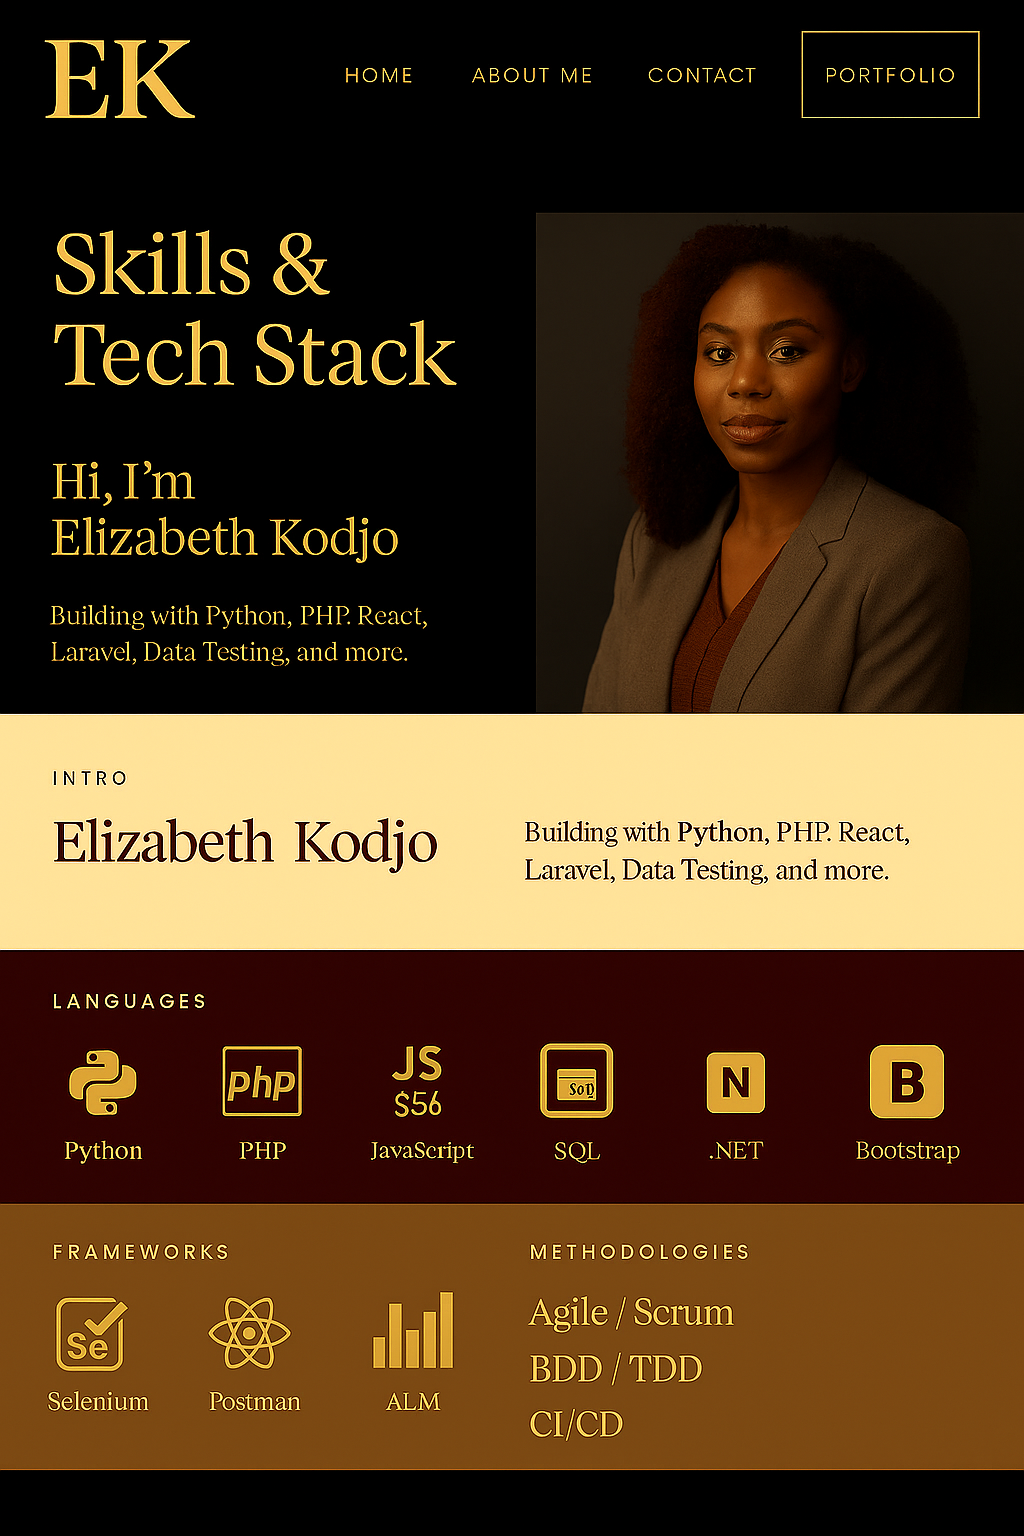 EK
HOME
ABOUT ME
CONTACT
PORTFOLIO
Skills &
Tech Stack
Hi, I’m
Elizabeth Kodjo
Building with Python, PHP. React,
Laravel, Data Testing, and more.
INTRO
Elizabeth Kodjo
Building with Python, PHP. React,
Laravel, Data Testing, and more.
LANGUAGES
Python
php
PHP
JS
$56
JavaScript
SQL
N
.NET
B
Bootstrap
FRAMEWORKS
Se
Selenium
Postman
ALM
METHODOLOGIES
Agile / Scrum
BDD / TDD
CI/CD